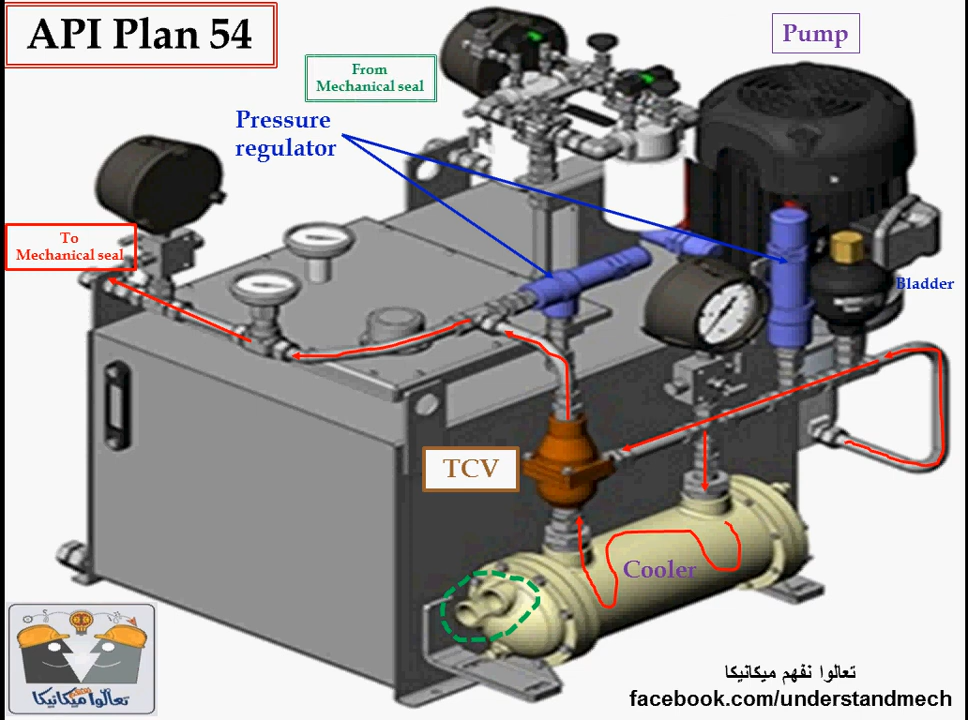 API Plan 54
Pump
From
Mechanical seal
Pressure
regulator
To
Mechanical seal
Bladder
TCV
Cooler
تعالوا نفهم ميكانيكا
تعالوا نفهم ميكانيكا
facebook.com/understandmech